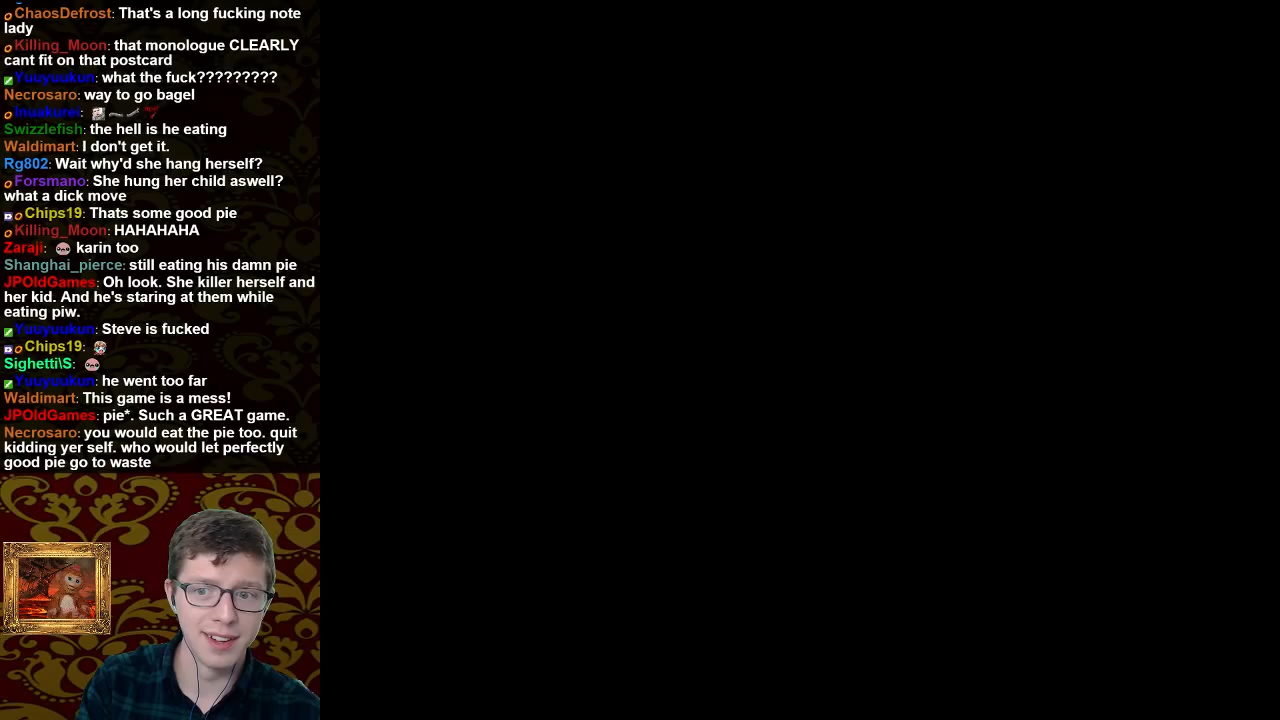 ChaosDefrost: That's a long fucking note
lady
Killing_Moon: that monologue CLEARLY
cant fit on that postcard
Yuuyuukun: what the fuck?????????
Necrosaro: way to go bagel
inuakurei:
Swizzlefish: the hell is he eating
Waldimart: I don't get it.
Rg802: Wait why'd she hang herself?
Forsmano: She hung her child aswell?
what a dick move
Chips19: Thats some good pie
Killing_Moon: HAHAHAHA
Zaraji: karin too
Shanghai_pierce: still eating his damn pie
JPOldGames: Oh look. She killer herself and
her kid. And he's staring at them while
eating piw.
Yuuyuukun: Steve is fucked
Chips19:
Sighetti\S:
Yuuyuukun: he went too far
Waldimart: This game is a mess!
JPOldGames: pie*. Such a GREAT game.
Necrosaro: you would eat the pie too. quit
kidding yer self. who would let perfectly
good pie go to waste